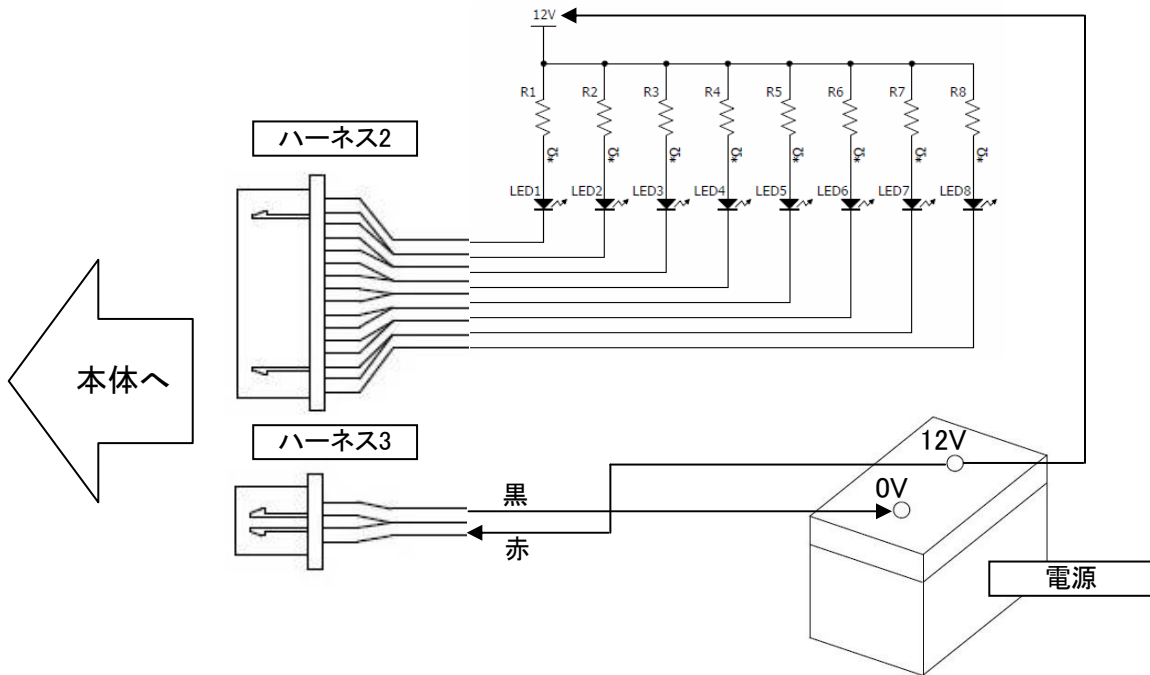 12V
R1 R2 R3 R4 R5 R6 R7 R8
*Ω *Ω *Ω *Ω *Ω *Ω *Ω *Ω
LED1 LED2 LED3 LED4 LED5 LED6 LED7 LED8
ハーネス2
本体へ
ハーネス3
黒
赤
12V
0V
電源